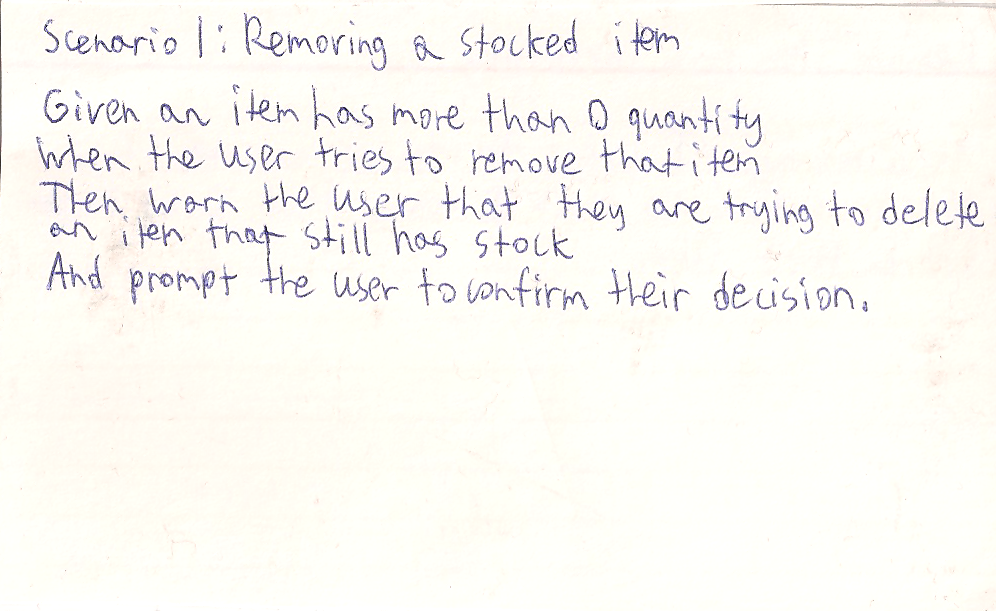 Scenario 1: Removing a stocked item
Given an item has more than 0 quantity
When the user tries to remove that item
Then warn the user that they are trying to delete
an item that still has stock
And prompt the user to confirm their decision.